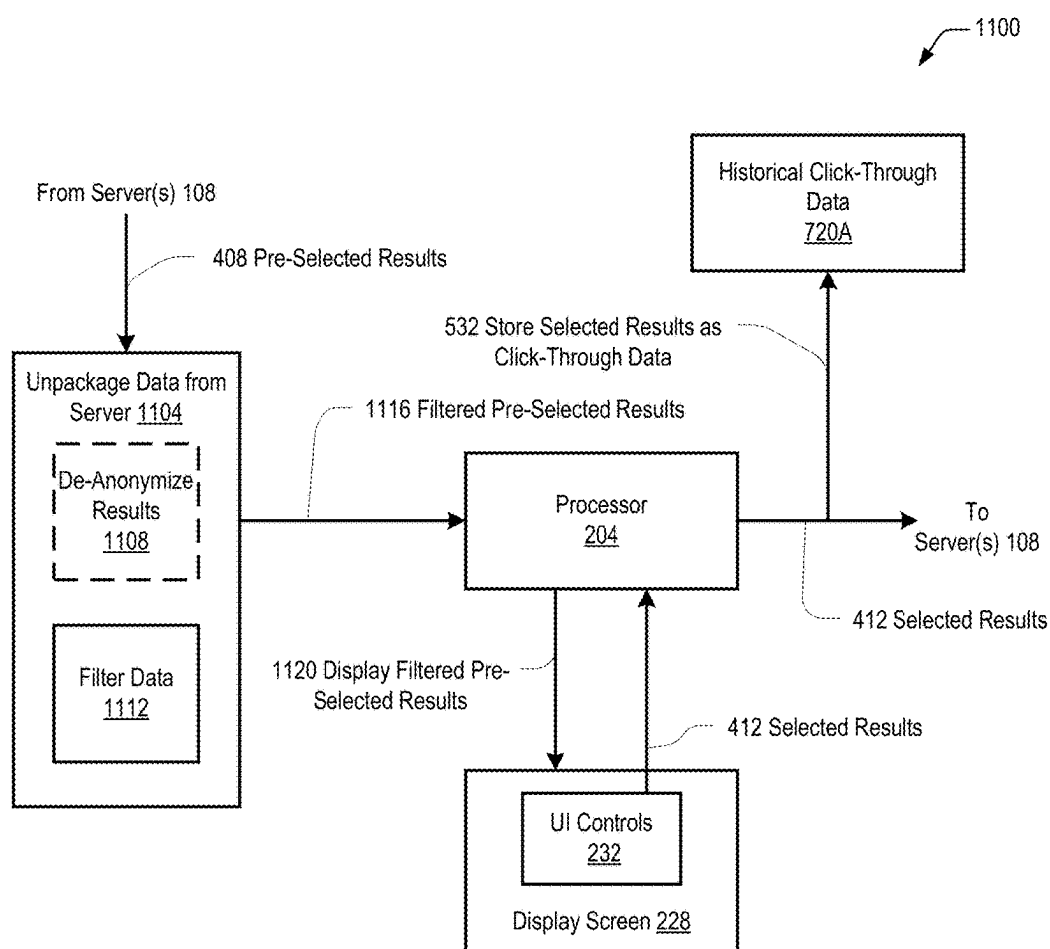 1100
Historical Click-Through
Data
720A
From Server(s) 108
408 Pre-Selected Results
532 Store Selected Results as
Click-Through Data
Unpackage Data from
Server 1104
1116 Filtered Pre-Selected Results
De-Anonymize
Results
1108
Processor
204
To
Server(s) 108
412 Selected Results
Filter Data
1112
1120 Display Filtered Pre-
Selected Results
412 Selected Results
UI Controls
232
Display Screen 228